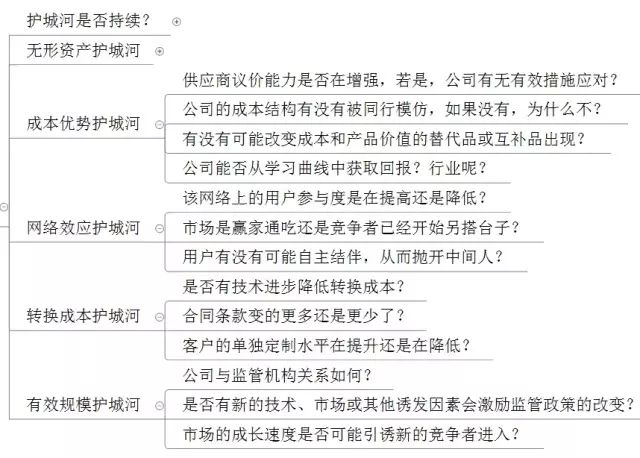 护城河是否持续？
无形资产护城河
供应商议价能力是否在增强，若是，公司有无有效措施应对？
公司的成本结构有没有被同行模仿，如果没有，为什么不？
成本优势护城河
有没有可能改变成本和产品价值的替代品或互补品出现？
公司能否从学习曲线中获取回报？行业呢？
该网络上的用户参与度是在提高还是降低？
网络效应护城河
市场是赢家通吃还是竞争者已经开始另搭台子？
用户有没有可能自主结伴，从而抛开中间人？
是否有技术进步降低转换成本？
转换成本护城河
合同条款变的更多还是更少了？
客户的单独定制水平在提升还是在降低？
公司与监管机构关系如何？
有效规模护城河
是否有新的技术、市场或其他诱发因素会激励监管政策的改变？
市场的成长速度是否可能引诱新的竞争者进入？